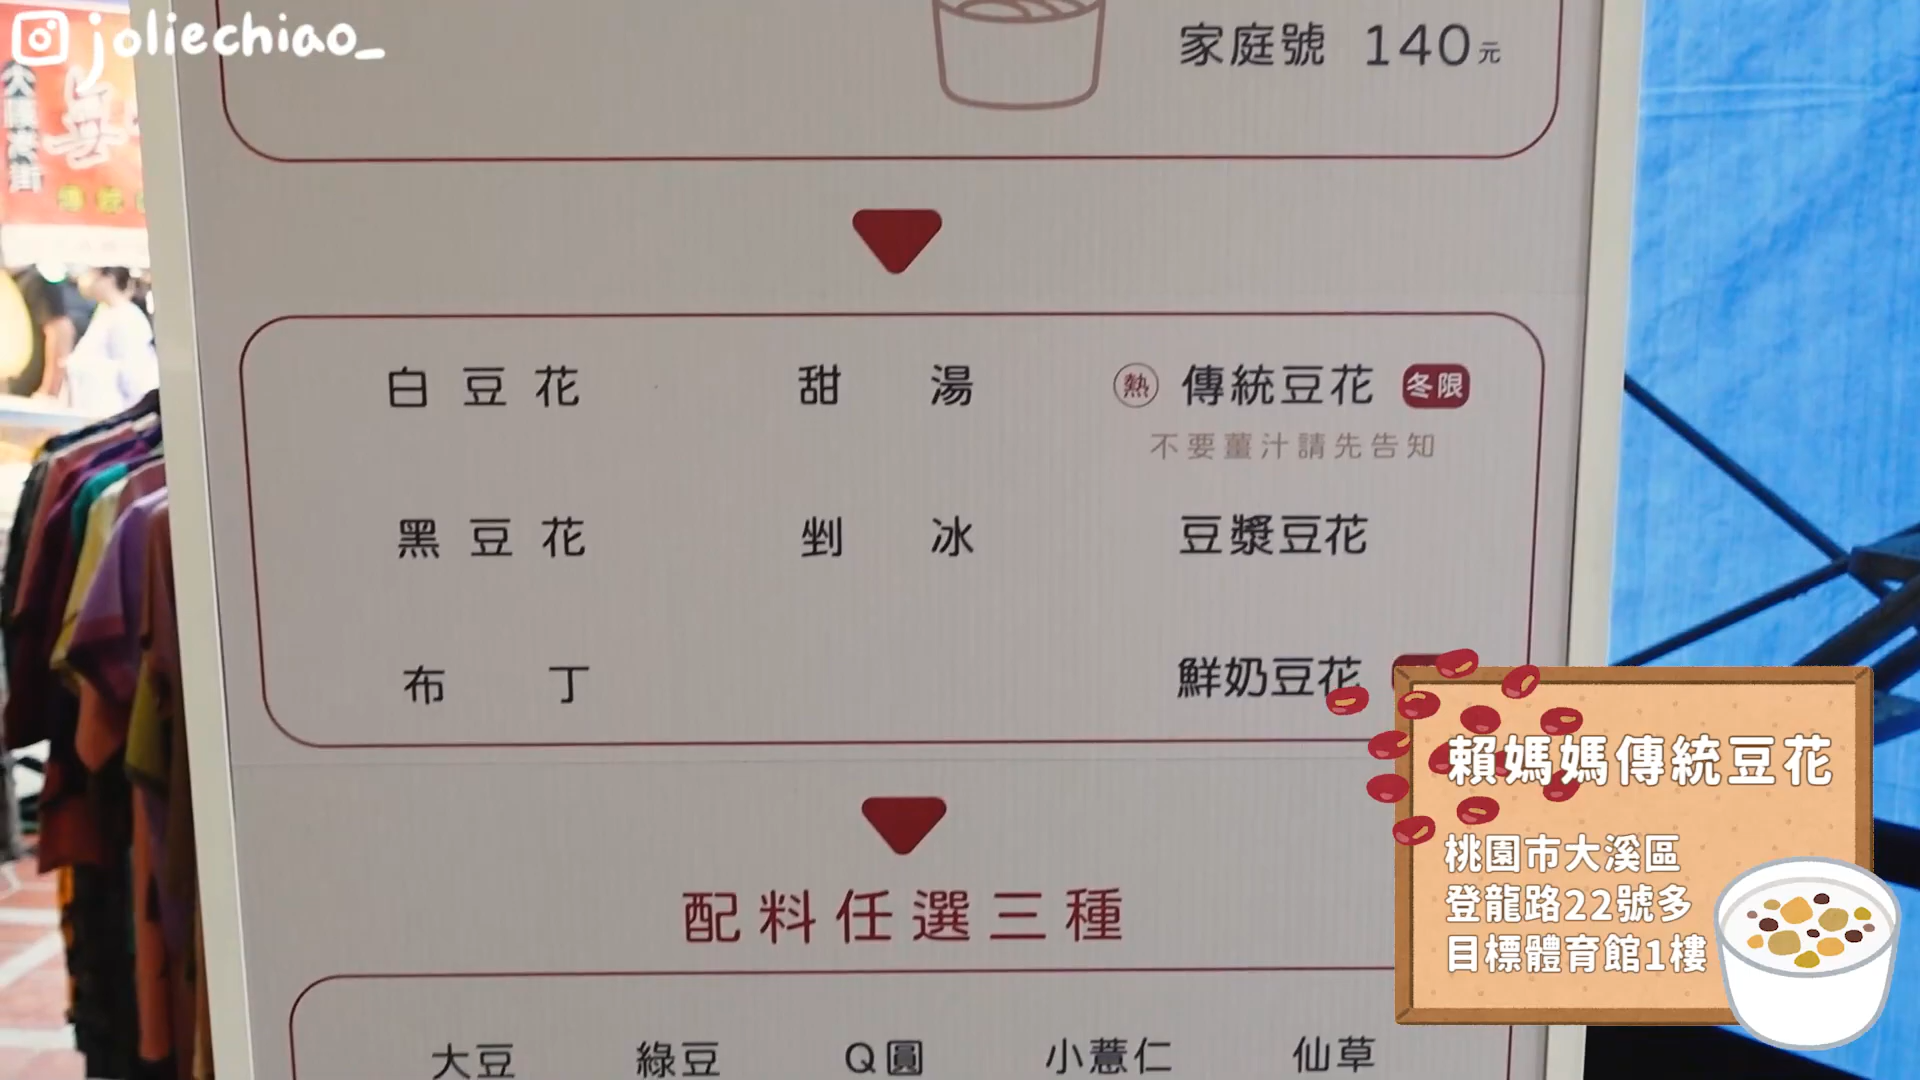 joliechiao_
家庭號 140元
白豆花 甜湯 熱 傳統豆花 冬限
不要薑汁請先告知
黑豆花 剉冰 豆漿豆花
布丁 鮮奶豆花
配料任選三種
大豆 綠豆 Q圓 小薏仁 仙草
賴媽媽傳統豆花
桃園市大溪區
登龍路22號多
目標體育館1樓